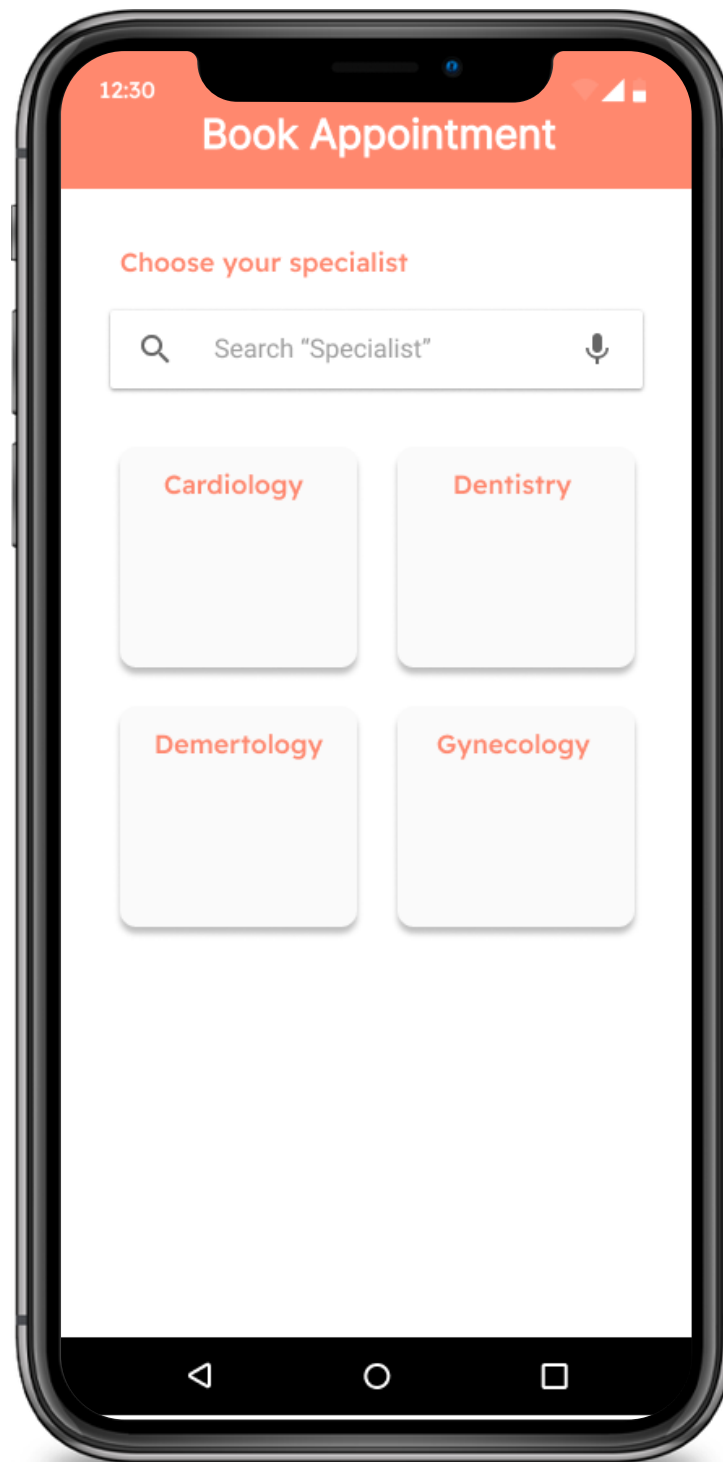 12:30
Book Appointment
Choose your specialist
Search “Specialist”
Cardiology
Dentistry
Demertology
Gynecology